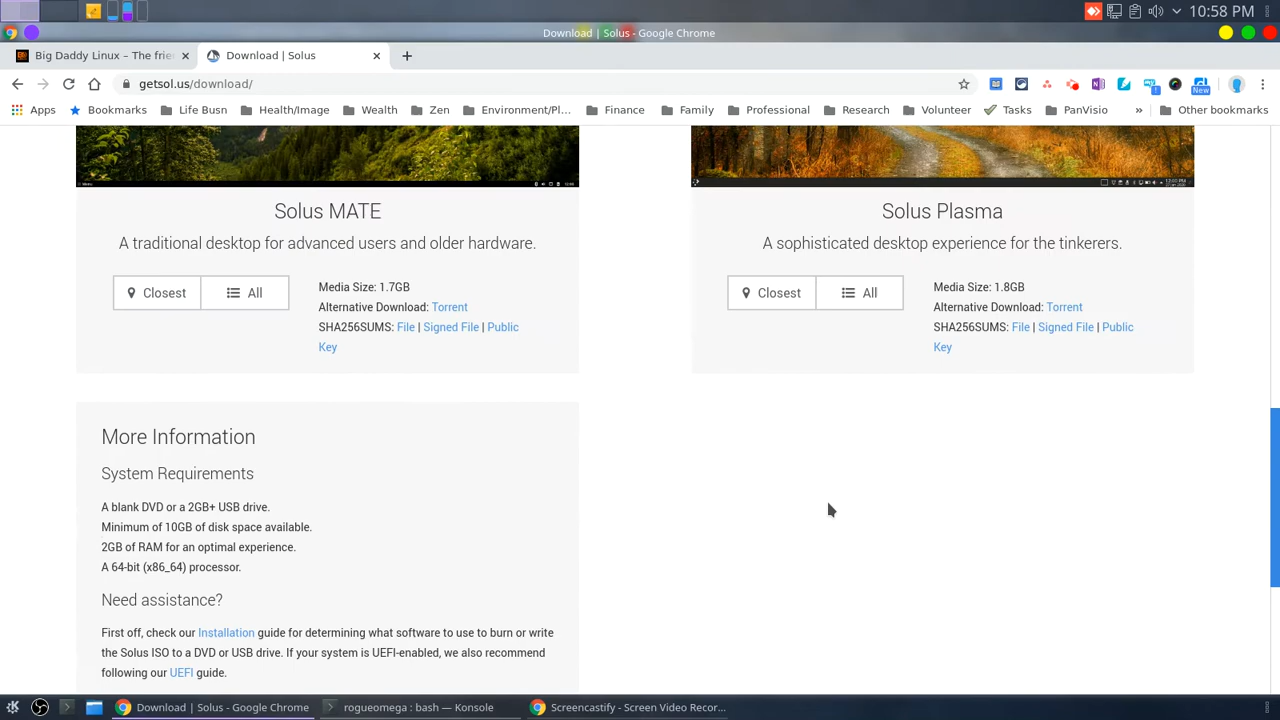 10:58 PM
Download | Solus - Google Chrome
Big Daddy Linux – The frie
Download | Solus
getsol.us/download/
New
Apps
Bookmarks
Life Busn
Health/Image
Wealth
Zen
Environment/Pl...
Finance
Family
Professional
Research
Volunteer
Tasks
PanVisio
»
Other bookmarks
Solus MATE
A traditional desktop for advanced users and older hardware.
Closest
All
Media Size: 1.7GB
Alternative Download: Torrent
SHA256SUMS: File | Signed File | Public
Key
Solus Plasma
A sophisticated desktop experience for the tinkerers.
Closest
All
Media Size: 1.8GB
Alternative Download: Torrent
SHA256SUMS: File | Signed File | Public
Key
More Information
System Requirements
A blank DVD or a 2GB+ USB drive.
Minimum of 10GB of disk space available.
2GB of RAM for an optimal experience.
A 64-bit (x86_64) processor.
Need assistance?
First off, check our Installation guide for determining what software to use to burn or write
the Solus ISO to a DVD or USB drive. If your system is UEFI-enabled, we also recommend
following our UEFI guide.
Download | Solus - Google Chrome
rogueomega : bash — Konsole
Screencastify - Screen Video Recor...